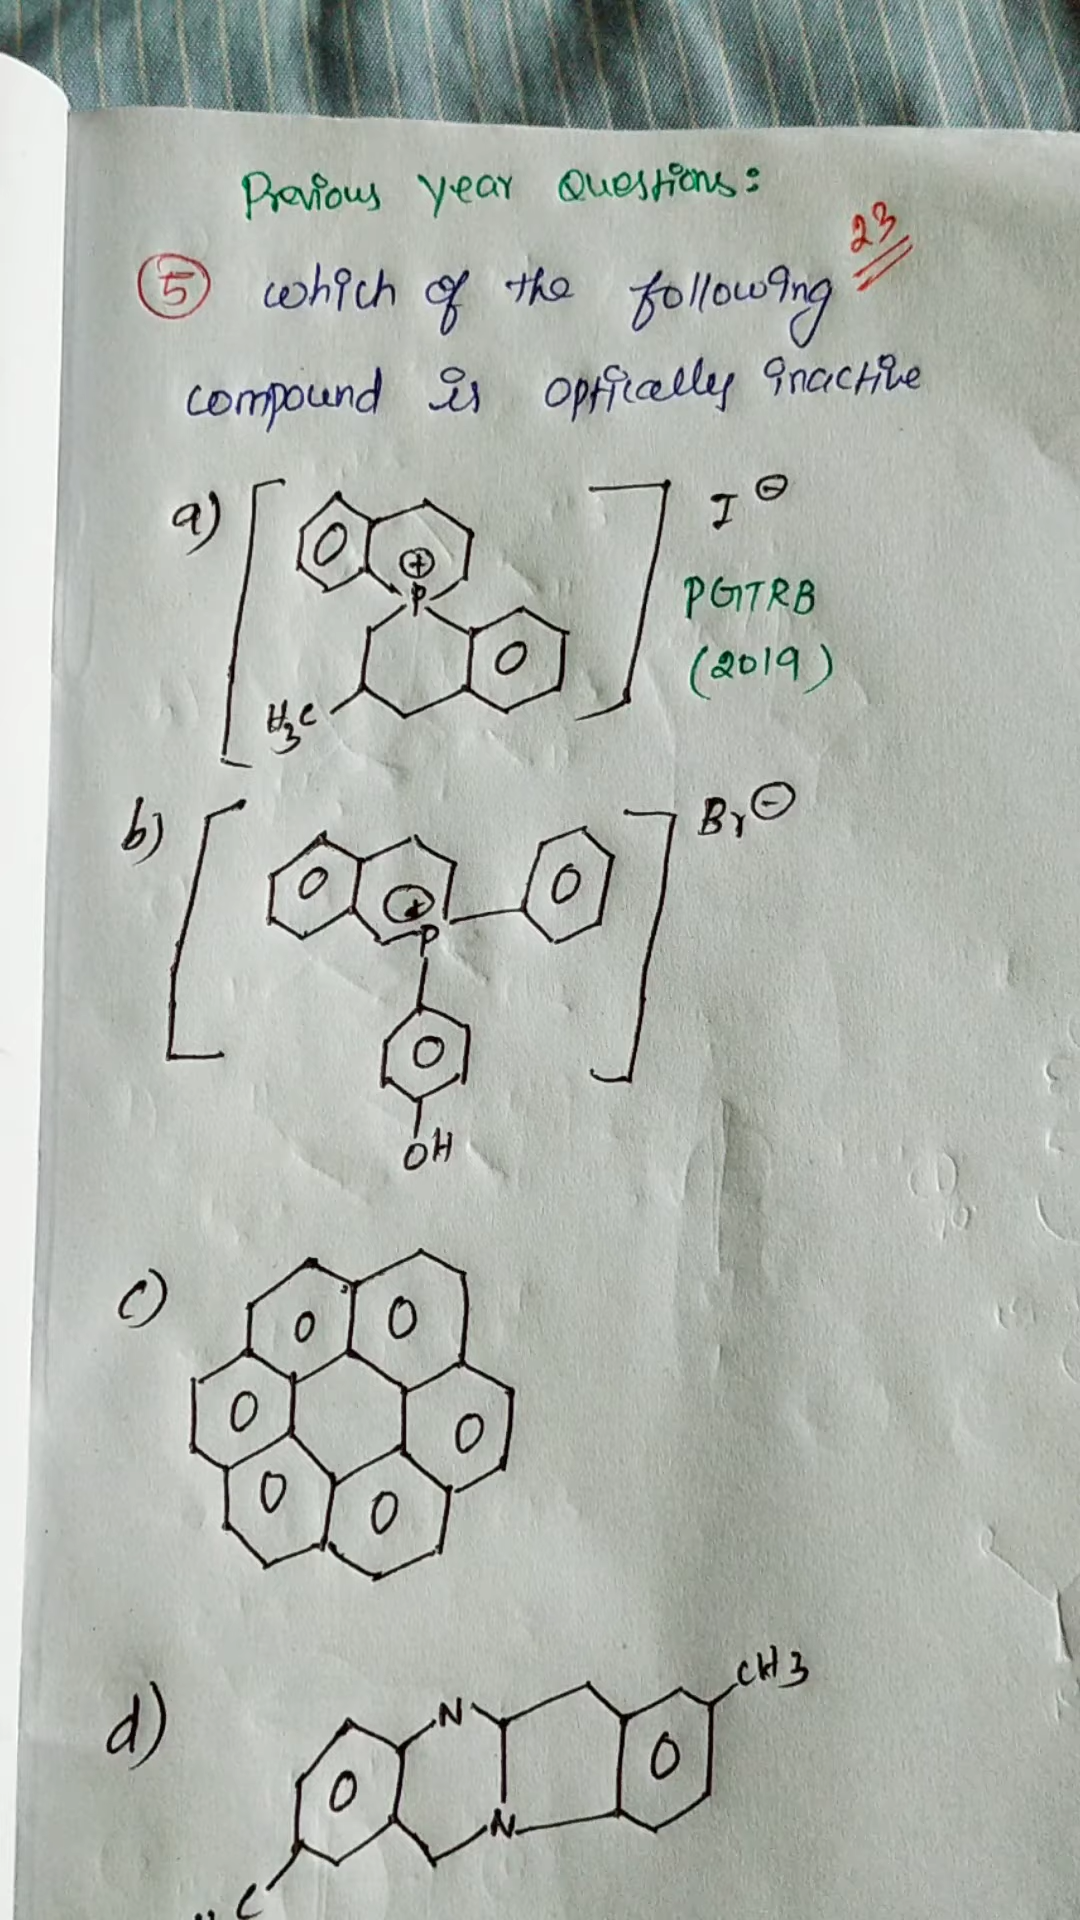 Previous year Questions:
23
5 which of the following
compound is optically inactive
a) [ ⊕ P H3C ] I⊖
PGTRB
(2019)
b) [ ⊕ P OH ] Br⊖
c)
d) N N CH3
C